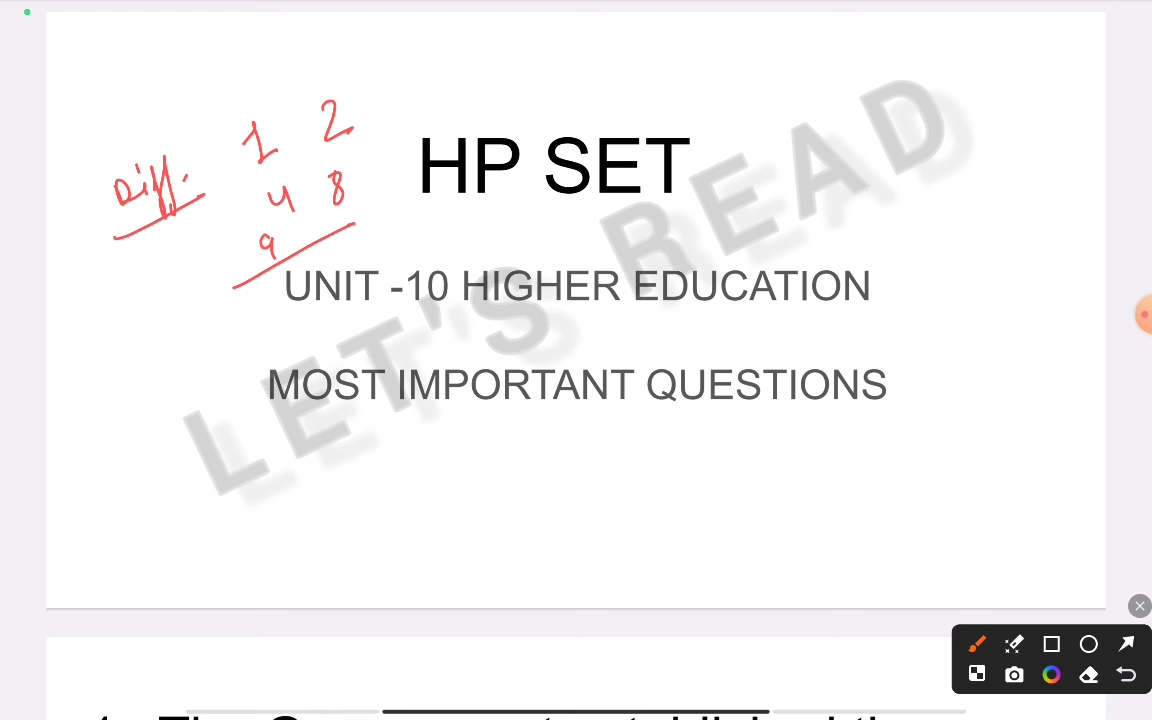 1 2
Diff. 4 8
9
HP SET
UNIT -10 HIGHER EDUCATION
MOST IMPORTANT QUESTIONS
LET'S READ